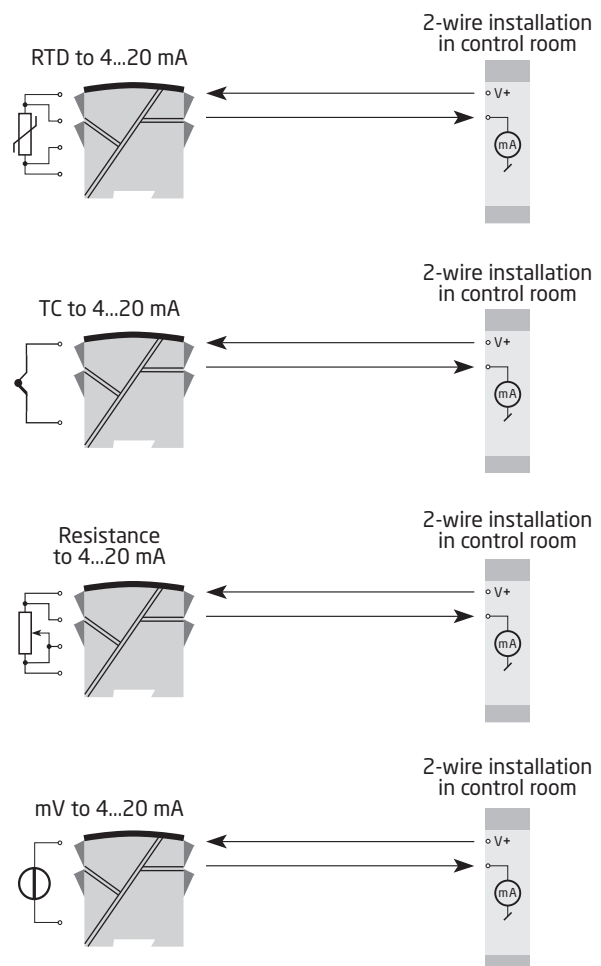 2-wire installation
in control room
RTD to 4...20 mA
V+
mA
2-wire installation
in control room
TC to 4...20 mA
V+
mA
2-wire installation
in control room
Resistance
to 4...20 mA
V+
mA
2-wire installation
in control room
mV to 4...20 mA
V+
mA